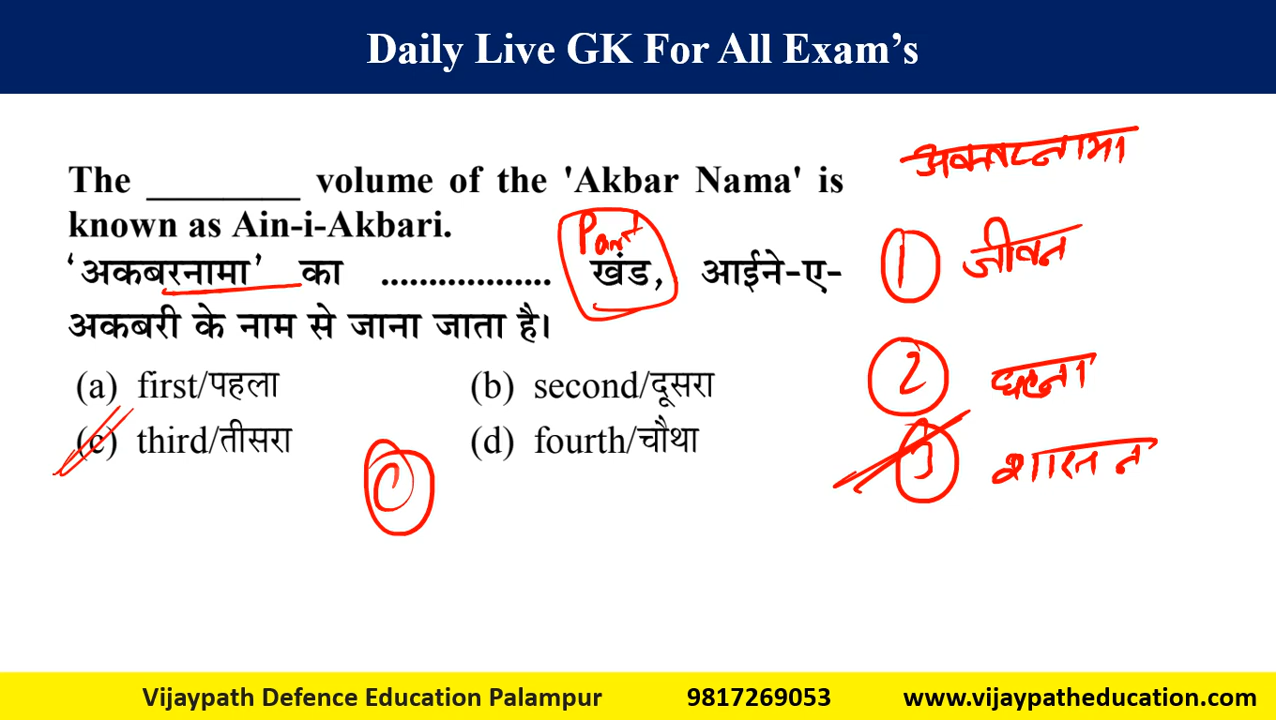 Daily Live GK For All Exam's
The ________ volume of the 'Akbar Nama' is
known as Ain-i-Akbari.
Part
'अकबरनामा' का .................. खंड, आईने-ए-
अकबरी के नाम से जाना जाता है।
(a) first/पहला (b) second/दूसरा
(c) third/तीसरा (d) fourth/चौथा
C
अकबरनामा
1 जीवन
2
3
Vijaypath Defence Education Palampur 9817269053 www.vijaypatheducation.com